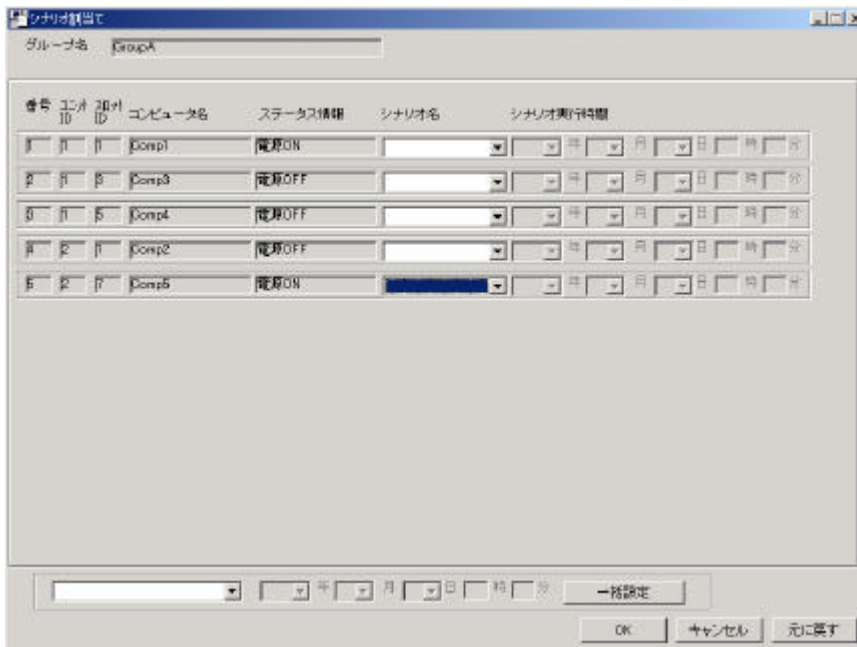 シナリオ割当て
グループ名 GroupA
番号 ユニットID スロットID コンピュータ名 ステータス情報 シナリオ名 シナリオ実行時間
1 1 1 Comp1 電源ON 年 月 日 時 分
2 1 3 Comp3 電源OFF 年 月 日 時 分
3 1 5 Comp4 電源OFF 年 月 日 時 分
4 2 1 Comp2 電源OFF 年 月 日 時 分
5 2 7 Comp5 電源ON 年 月 日 時 分
年 月 日 時 分 一括設定
OK キャンセル 元に戻す